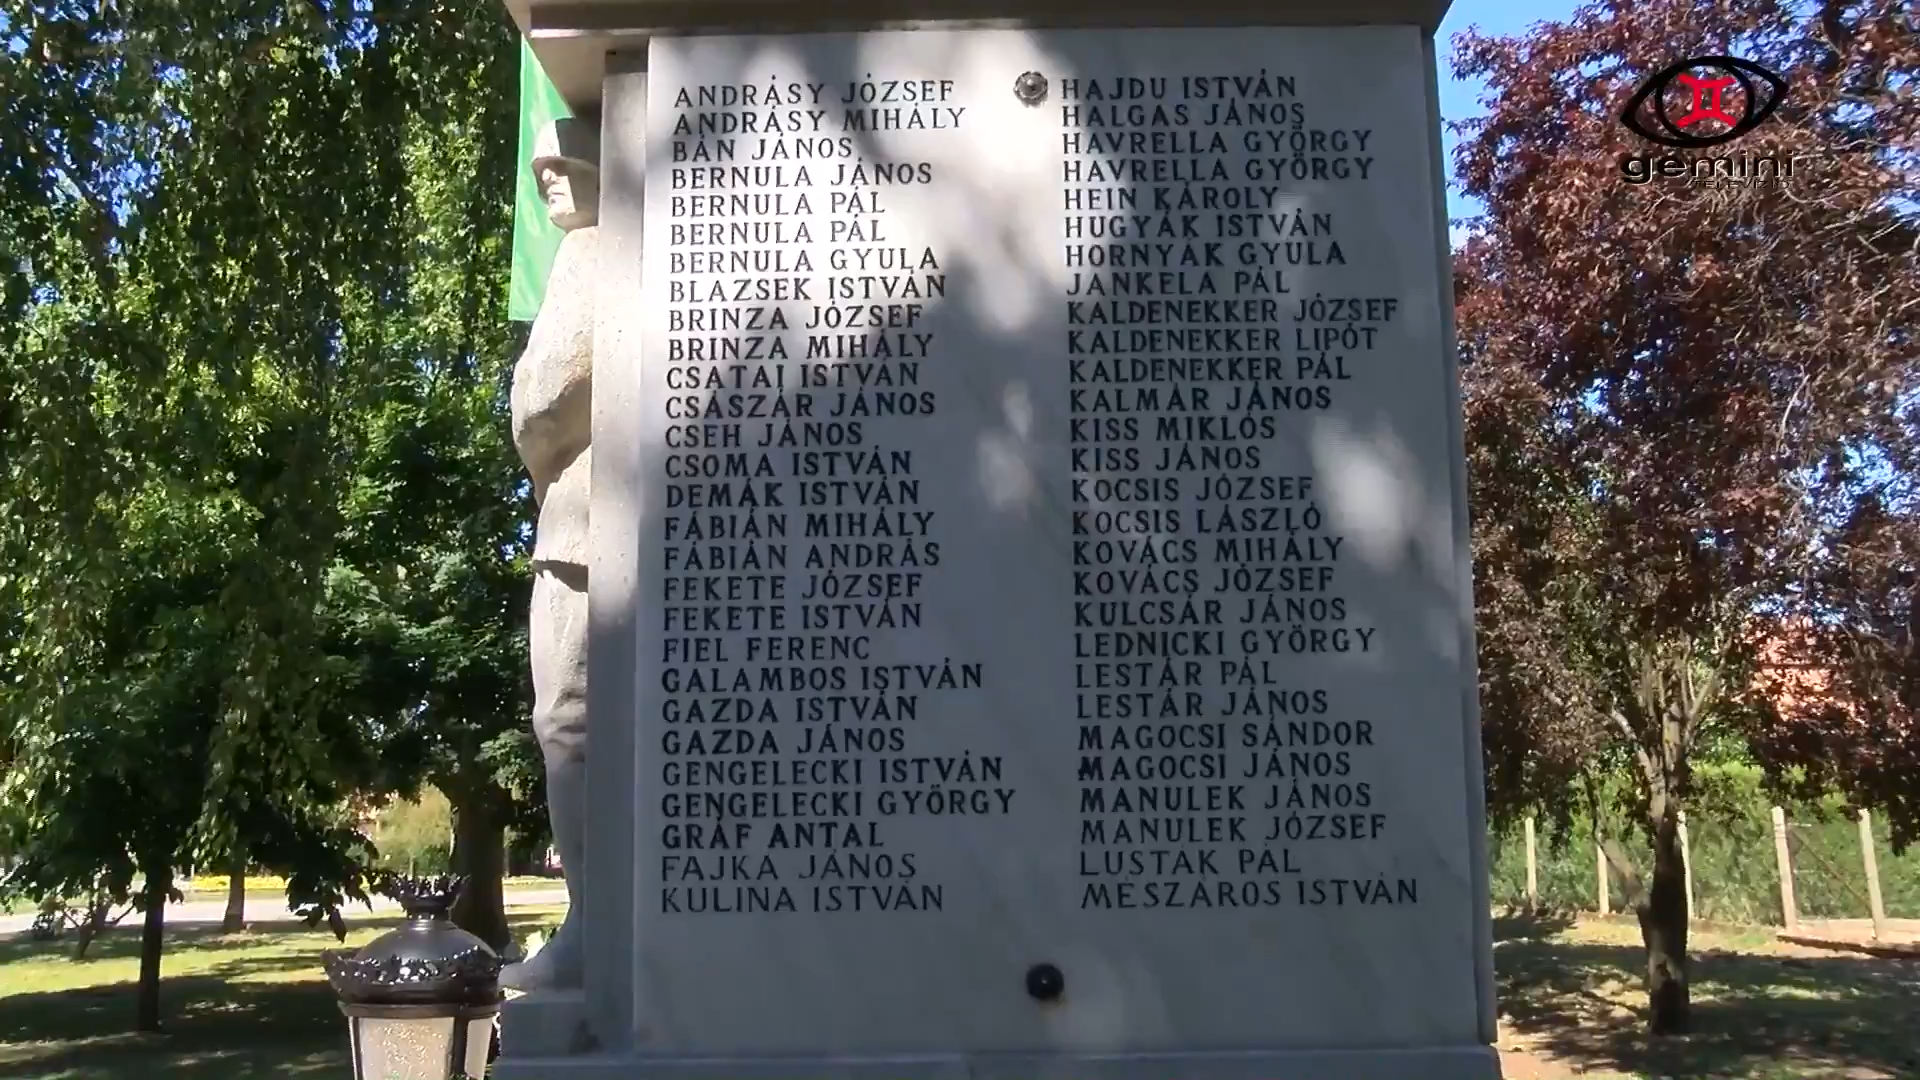 ANDRÁSY JÓZSEF
ANDRÁSY MIHÁLY
BÁN JÁNOS
BERNULA JÁNOS
BERNULA PÁL
BERNULA PÁL
BERNULA GYULA
BLAZSEK ISTVÁN
BRINZA JÓZSEF
BRINZA MIHÁLY
CSATAI ISTVÁN
CSÁSZÁR JÁNOS
CSEH JÁNOS
CSOMA ISTVÁN
DEMÁK ISTVÁN
FÁBIÁN MIHÁLY
FÁBIÁN ANDRÁS
FEKETE JÓZSEF
FEKETE ISTVÁN
FIEL FERENC
GALAMBOS ISTVÁN
GAZDA ISTVÁN
GAZDA JÁNOS
GENGELECKI ISTVÁN
GENGELECKI GYÖRGY
GRÁF ANTAL
FAJKA JÁNOS
KULINA ISTVÁN
HAJDU ISTVÁN
HALGAS JÁNOS
HAVRELLA GYÖRGY
HAVRELLA GYÖRGY
HEIN KÁROLY
HUGYÁK ISTVÁN
HORNYÁK GYULA
JANKELA PÁL
KALDENEKKER JÓZSEF
KALDENEKKER LIPÓT
KALDENEKKER PÁL
KALMÁR JÁNOS
KISS MIKLÓS
KISS JÁNOS
KOCSIS JÓZSEF
KOCSIS LÁSZLÓ
KOVÁCS MIHÁLY
KOVÁCS JÓZSEF
KULCSÁR JÁNOS
LEDNICKI GYÖRGY
LESTÁR PÁL
LESTÁR JÁNOS
MAGOCSI SÁNDOR
MAGOCSI JÁNOS
MANULEK JÁNOS
MANULEK JÓZSEF
LUSTÁK PÁL
MÉSZÁROS ISTVÁN
gemini
TELEVÍZIÓ